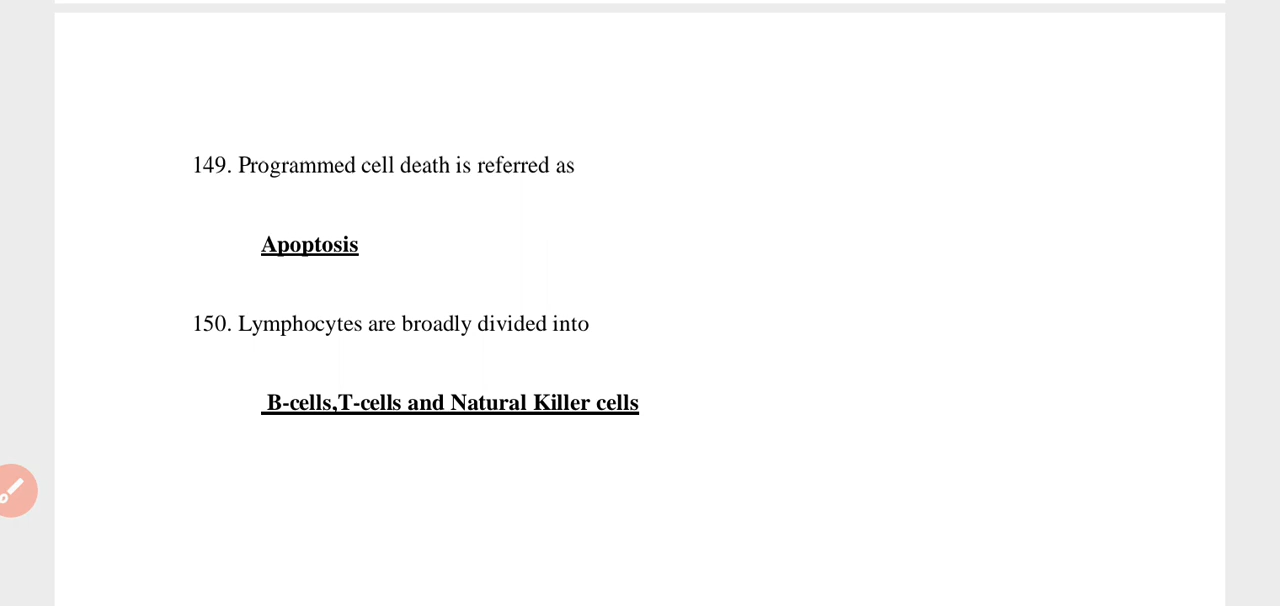 149. Programmed cell death is referred as
Apoptosis
150. Lymphocytes are broadly divided into
B-cells,T-cells and Natural Killer cells